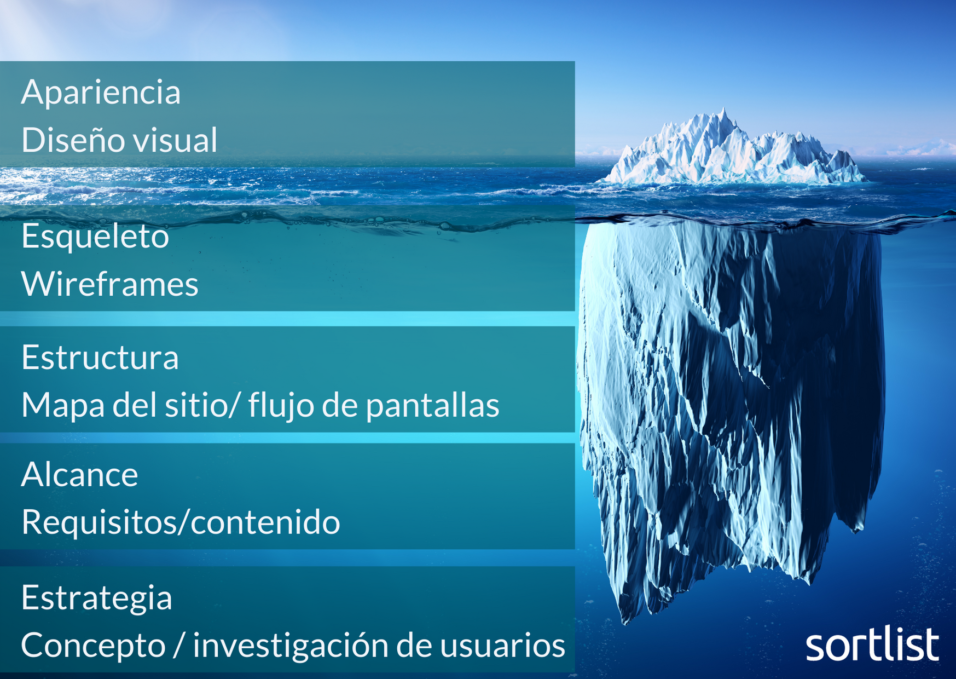 Apariencia
Diseño visual
Esqueleto
Wireframes
Estructura
Mapa del sitio/ flujo de pantallas
Alcance
Requisitos/contenido
Estrategia
Concepto / investigación de usuarios
sortlist